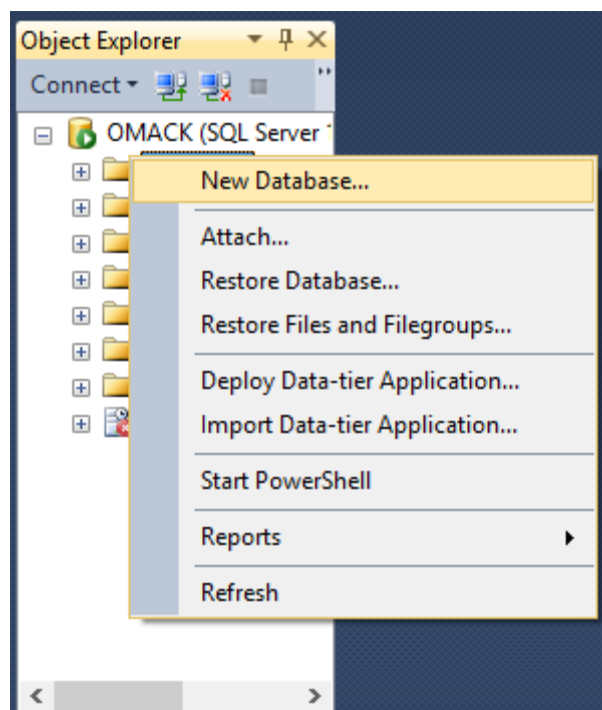 Object Explorer
Connect
OMACK (SQL Server
New Database...
Attach...
Restore Database...
Restore Files and Filegroups...
Deploy Data-tier Application...
Import Data-tier Application...
Start PowerShell
Reports
Refresh